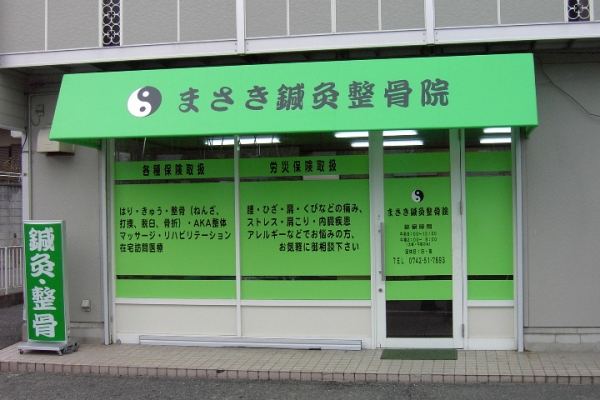 まさき鍼灸整骨院
各種保険取扱
はり・きゅう・整骨（ねんざ、
打撲、脱臼、骨折）・AKA整体
マッサージ・リハビリテーション
在宅訪問医療
労災保険取扱
腰・ひざ・肩・くびなどの痛み、
ストレス・肩こり・内臓疾患
アレルギーなどでお悩みの方、
お気軽に御相談下さい
まさき鍼灸整骨院
TEL 0742-51-7893
鍼灸・整骨